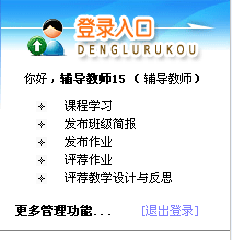 登录入口
DENGLURUKOU
你好，辅导教师15（辅导教师）
课程学习
发布班级简报
发布作业
评荐作业
评荐教学设计与反思
更多管理功能... [退出登录]